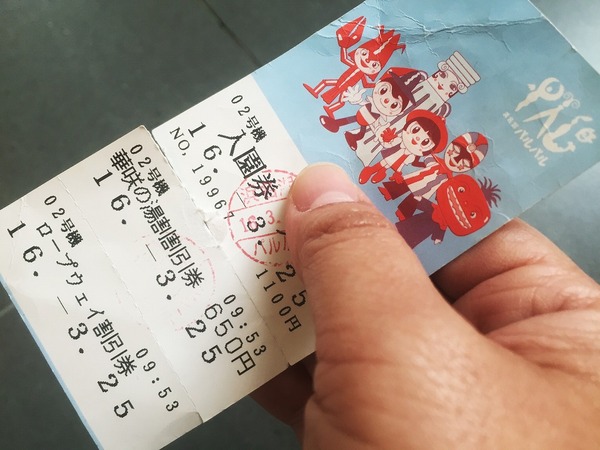 パルパル
02号機
入園券
16.-3.25
NO. 1996
1100円
02号機
09:53
華咲の湯割割引券
650円
16.-3.25
02号機
09:53
ロープウェイ割引券
16.-3.25